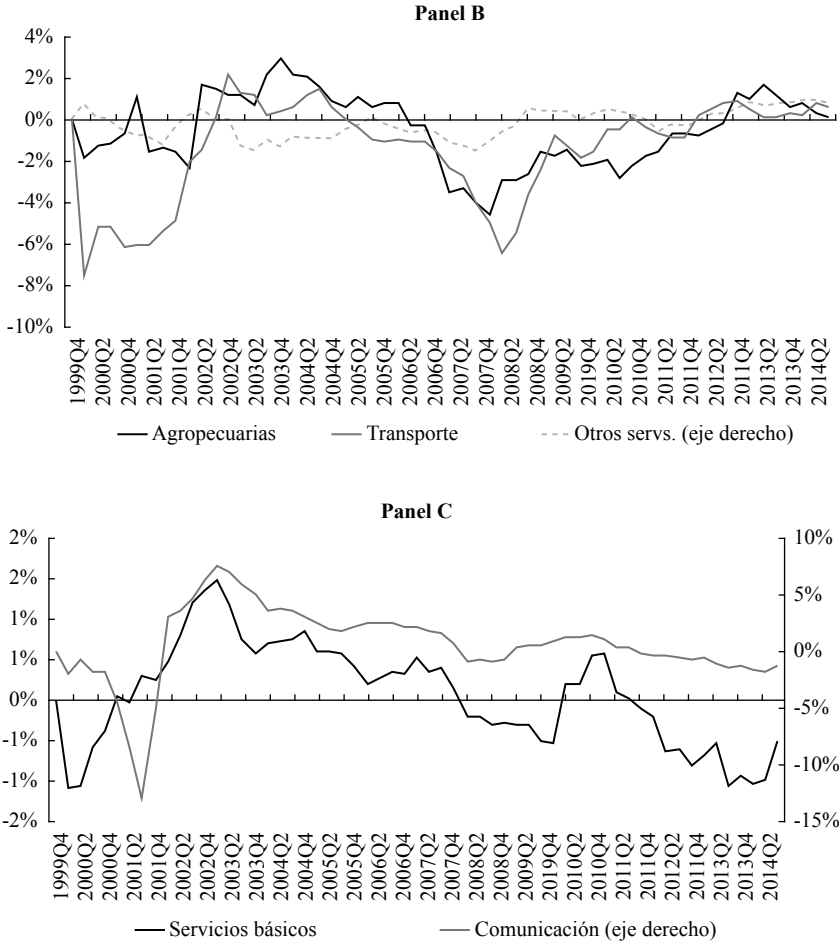 Panel B
4%
2%
0%
-2%
-4%
-6%
-8%
-10%
1999Q4
2000Q2
2000Q4
2001Q2
2001Q4
2002Q2
2002Q4
2003Q2
2003Q4
2004Q2
2004Q4
2005Q2
2005Q4
2006Q2
2006Q4
2007Q2
2007Q4
2008Q2
2008Q4
2009Q2
2019Q4
2010Q2
2010Q4
2011Q2
2011Q4
2012Q2
2012Q4
2013Q2
2013Q4
2014Q2
Agropecuarias Transporte Otros servs. (eje derecho)
Panel C
2%
2%
1%
1%
0%
-1%
-1%
-2%
10%
5%
0%
-5%
-10%
-15%
1999Q4
2000Q2
2000Q4
2001Q2
2001Q4
2002Q2
2002Q4
2003Q2
2003Q4
2004Q2
2004Q4
2005Q2
2005Q4
2006Q2
2006Q4
2007Q2
2007Q4
2008Q2
2008Q4
2009Q2
2019Q4
2010Q2
2010Q4
2011Q2
2011Q4
2012Q2
2012Q4
2013Q2
2013Q4
2014Q2
Servicios básicos Comunicación (eje derecho)